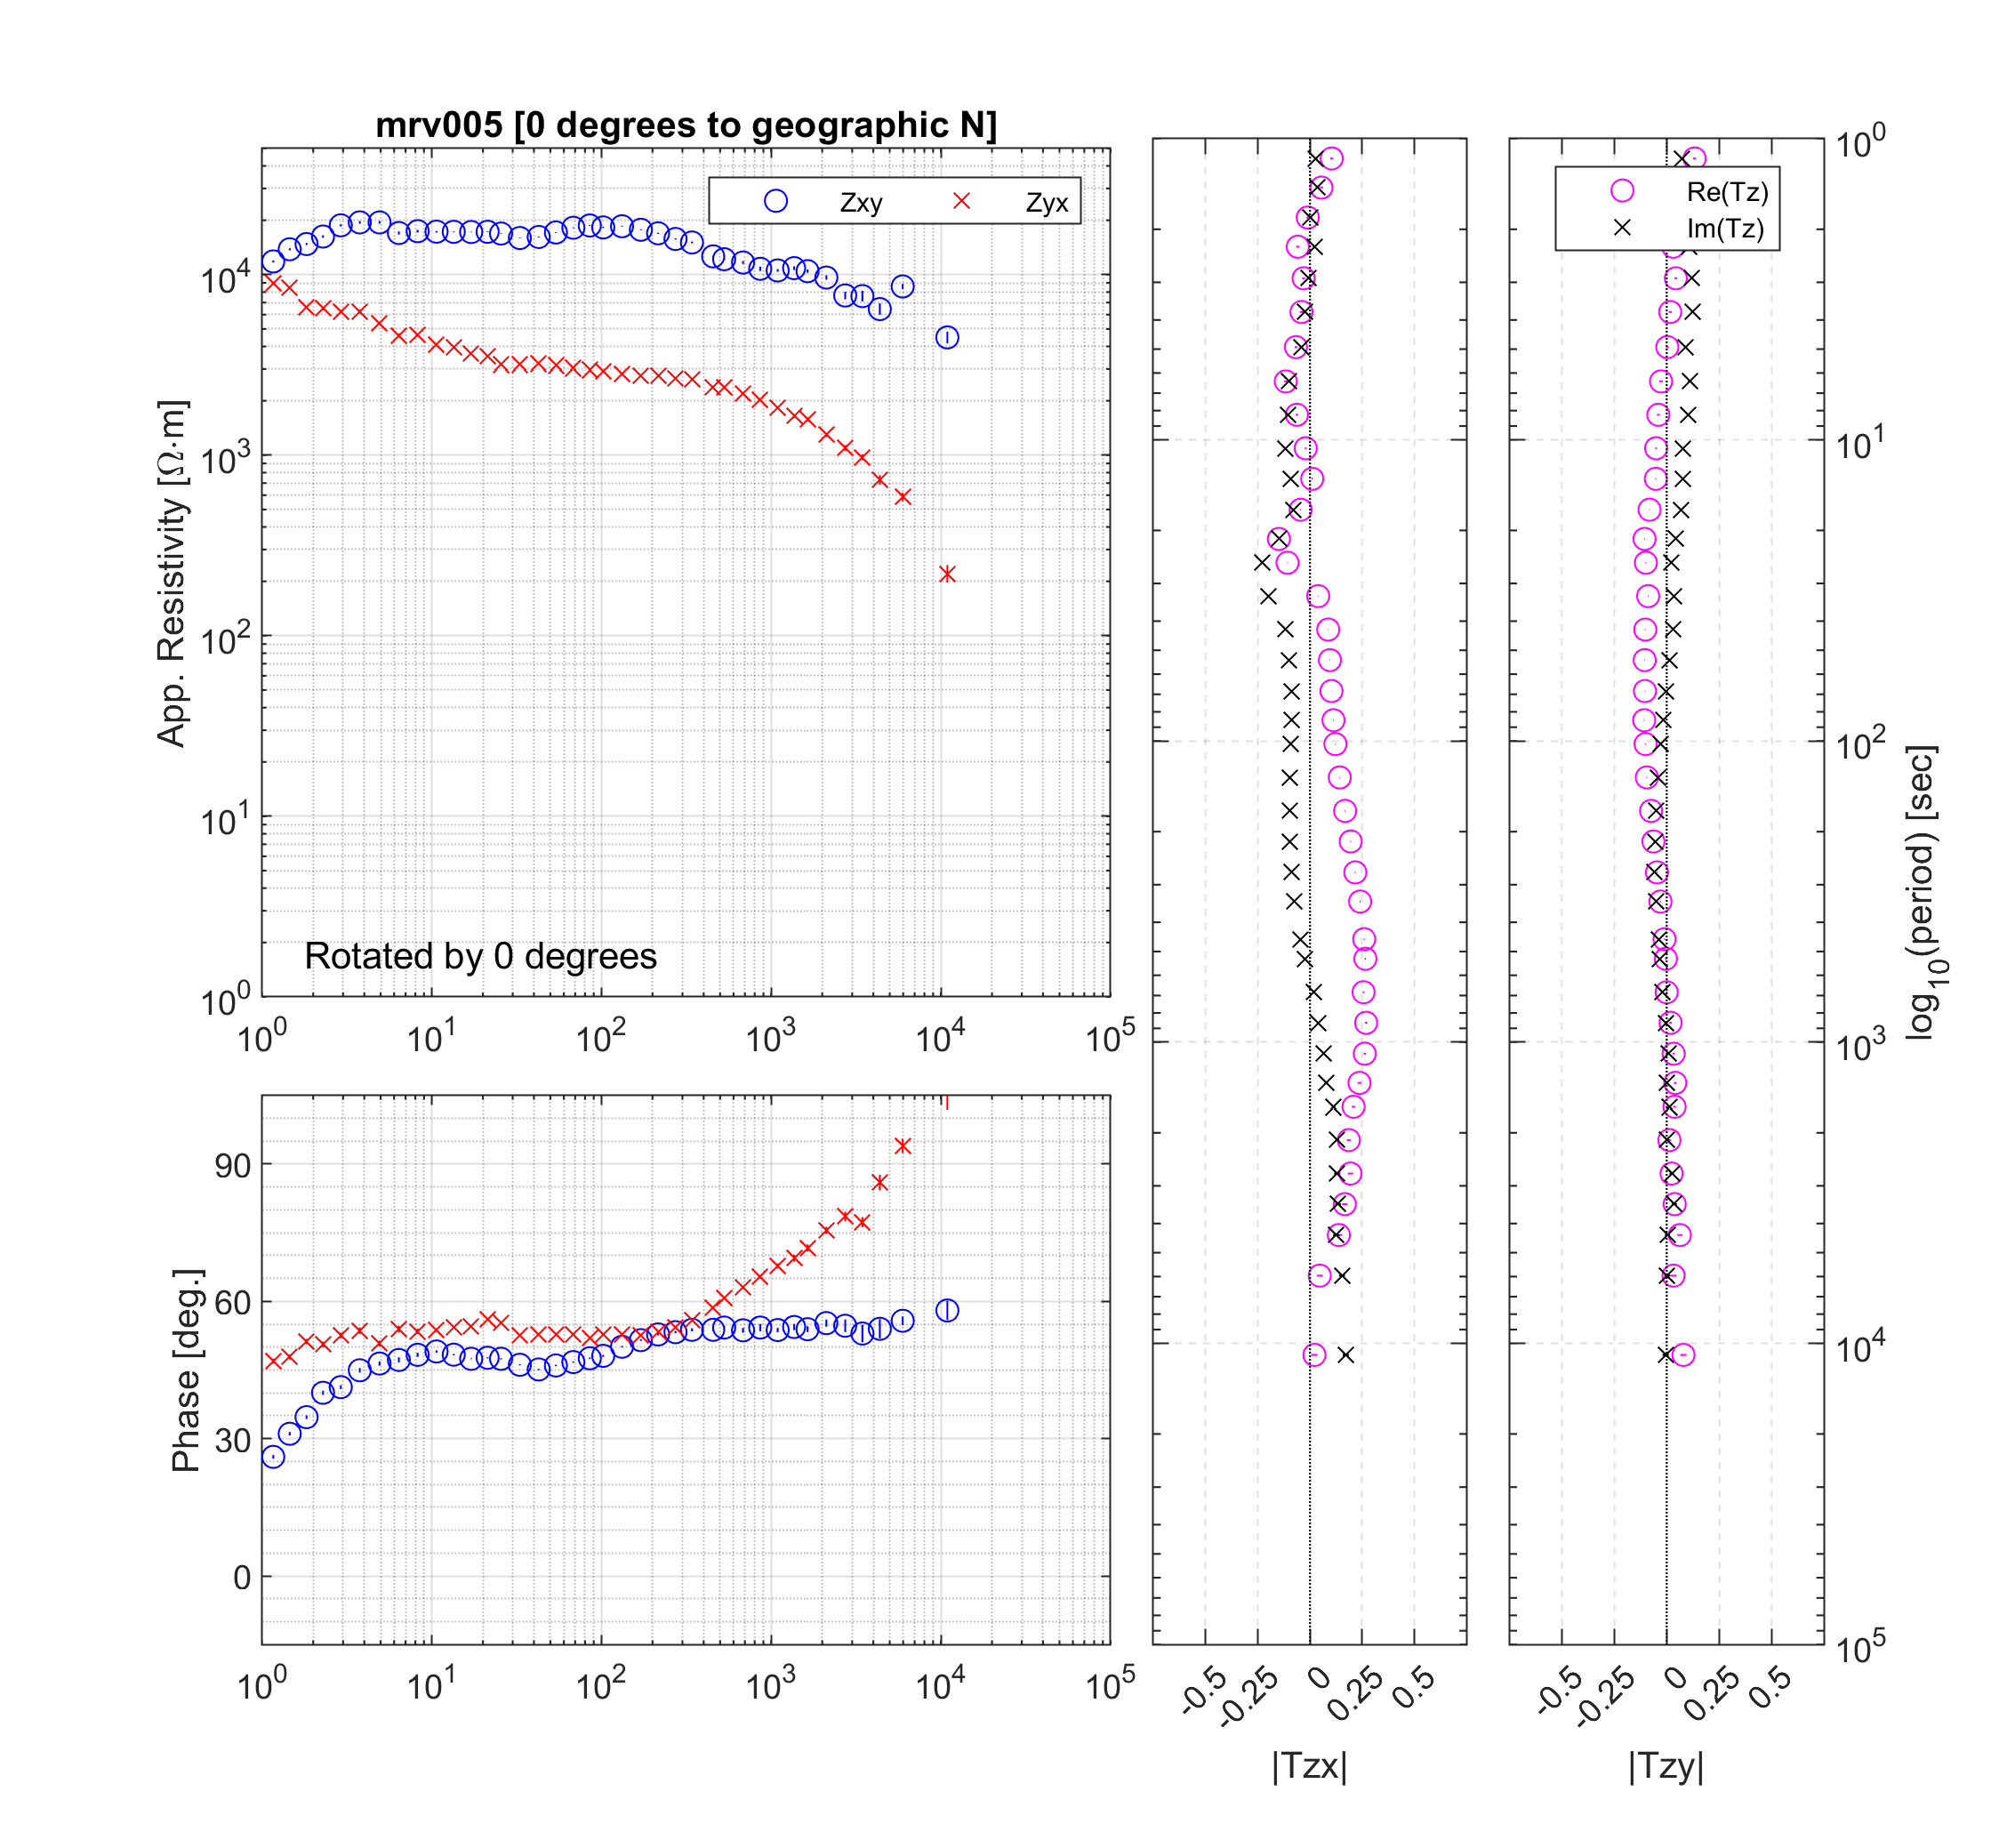 mrv005 [0 degrees to geographic N]
Zxy Zyx
App. Resistivity [Ω·m]
10^4
10^3
10^2
10^1
10^0
Rotated by 0 degrees
10^0 10^1 10^2 10^3 10^4 10^5
Phase [deg.]
90
60
30
0
10^0 10^1 10^2 10^3 10^4 10^5
-0.5 -0.25 0 0.25 0.5
|Tzx|
Re(Tz)
Im(Tz)
-0.5 -0.25 0 0.25 0.5
|Tzy|
10^0
10^1
10^2
10^3
10^4
10^5
log_10(period) [sec]